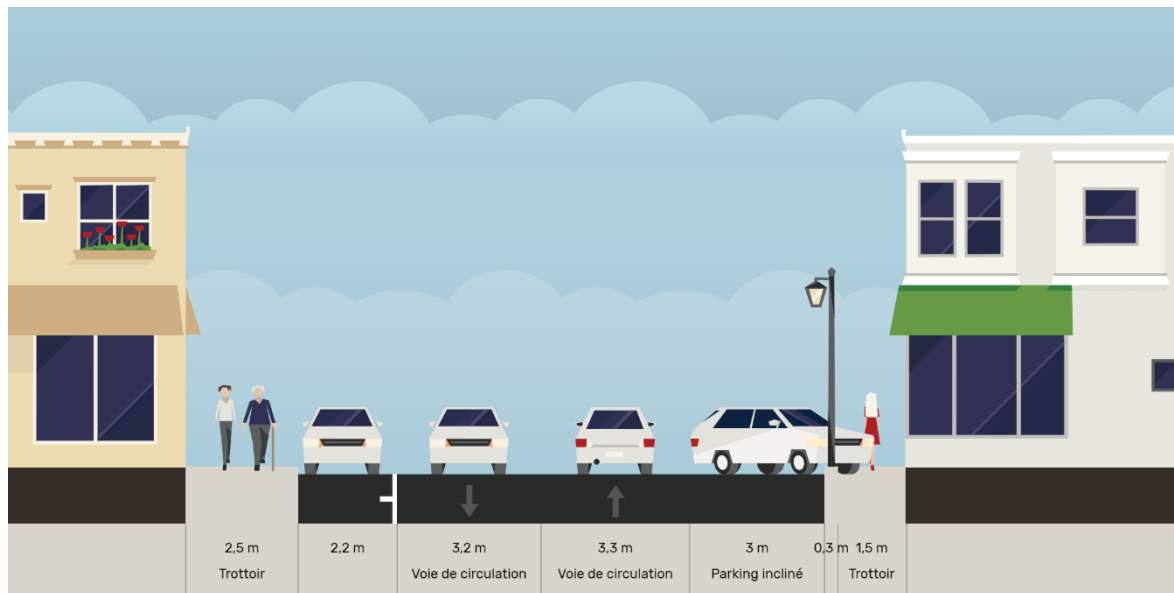 2,5 m
Trottoir
2,2 m
3,2 m
Voie de circulation
3,3 m
Voie de circulation
3 m
Parking incliné
0,3 m
1,5 m
Trottoir